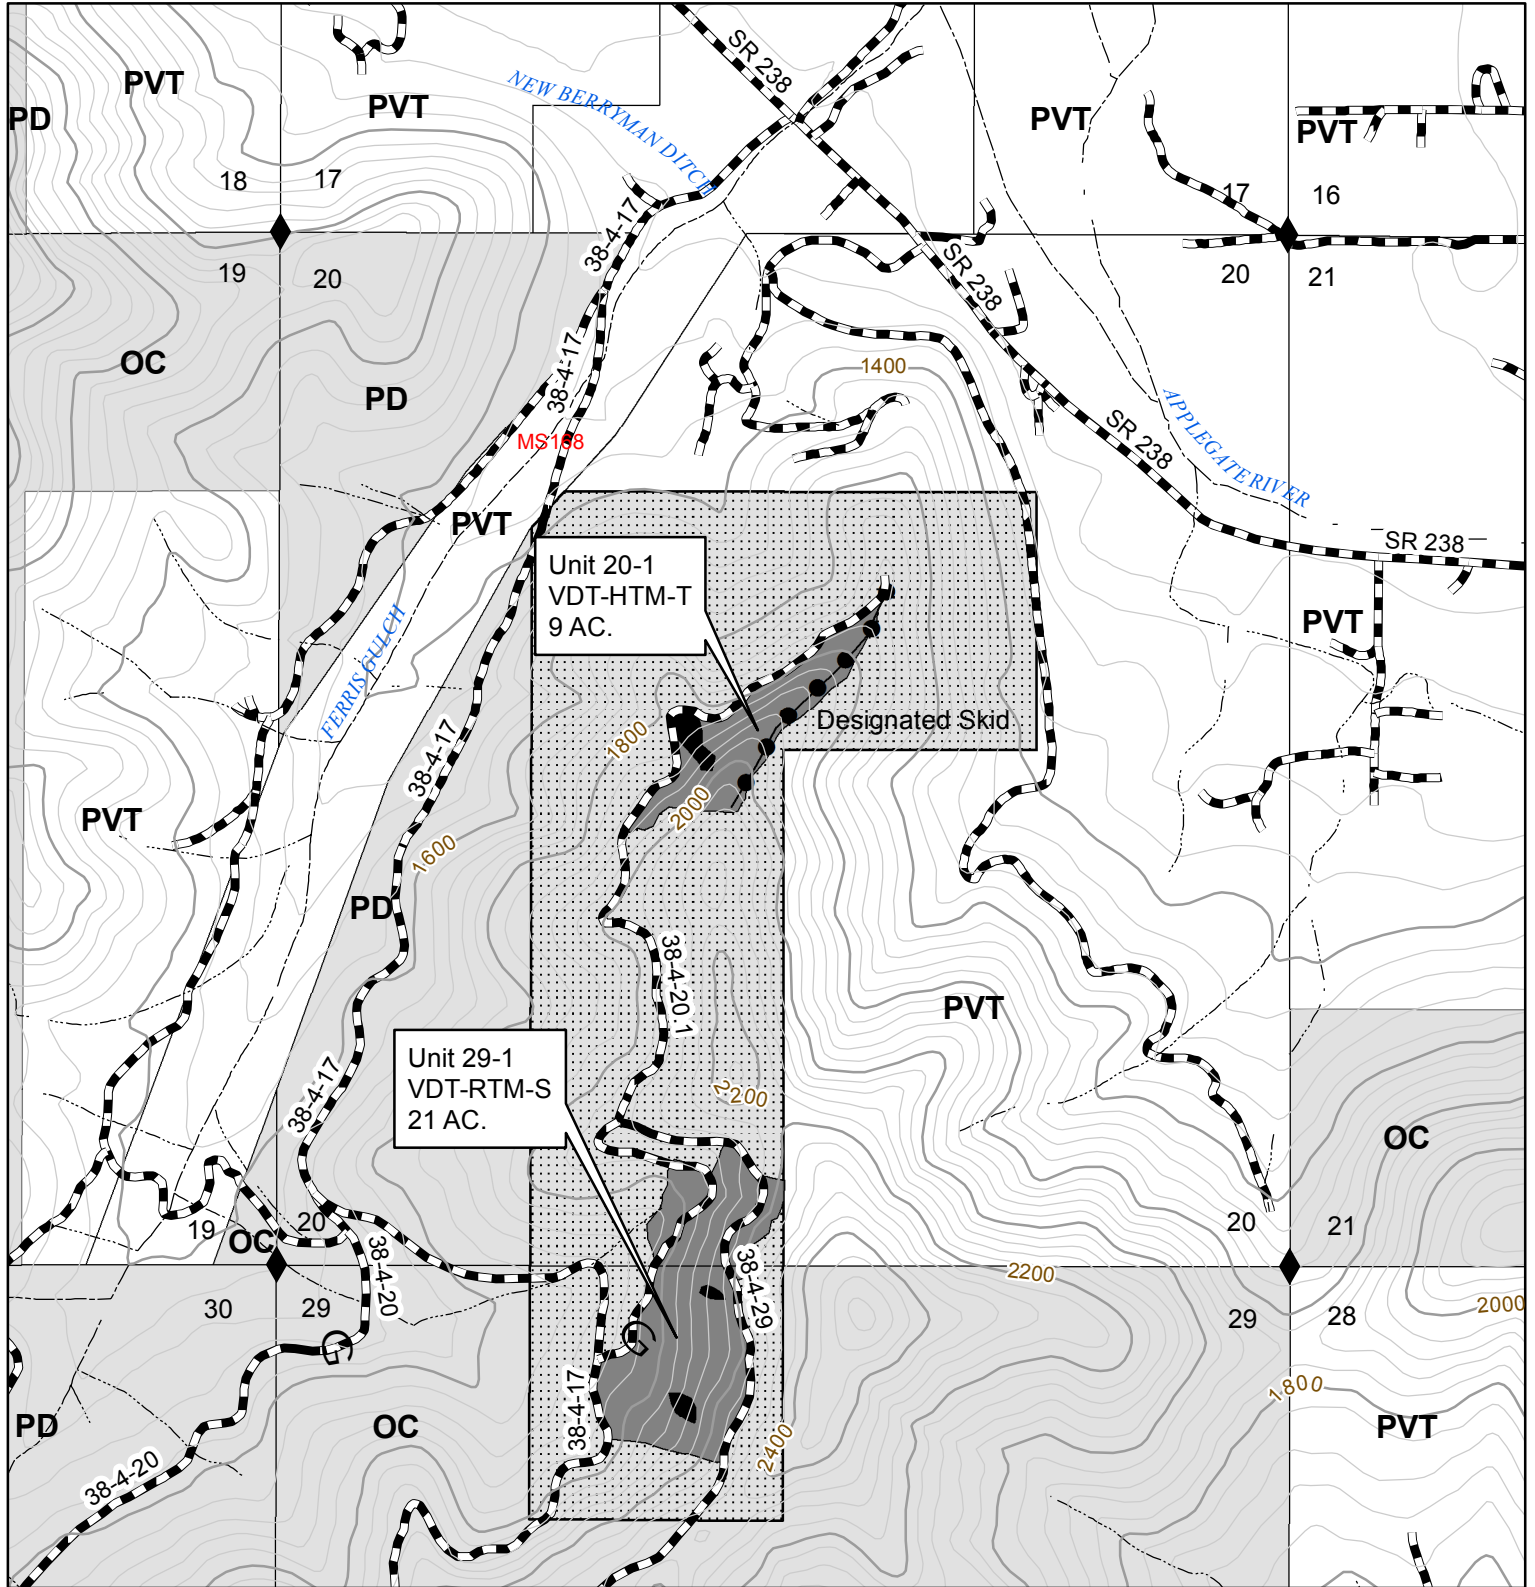 SR 238
NEW BERRYMAN DITCH
PVT
PVT
PD
PVT
PVT
18
17
17
16
38-4-17
19
20
SR 238
20
21
OC
PD
38-4-17
1400
MS168
SR 238
APPLEGATE RIVER
PVT
SR 238
Unit 20-1
VDT-HTM-T
9 AC.
FERRIS GULCH
PVT
Designated Skid
1800
38-4-17
2000
PVT
1600
PD
38-4-20.1
PVT
Unit 29-1
VDT-RTM-S
21 AC.
38-4-17
2200
OC
19
20
20
21
OC
38-4-20
38-4-29
2200
2000
30
29
29
28
G
G
1800
PD
OC
38-4-17
2400
PVT
38-4-20